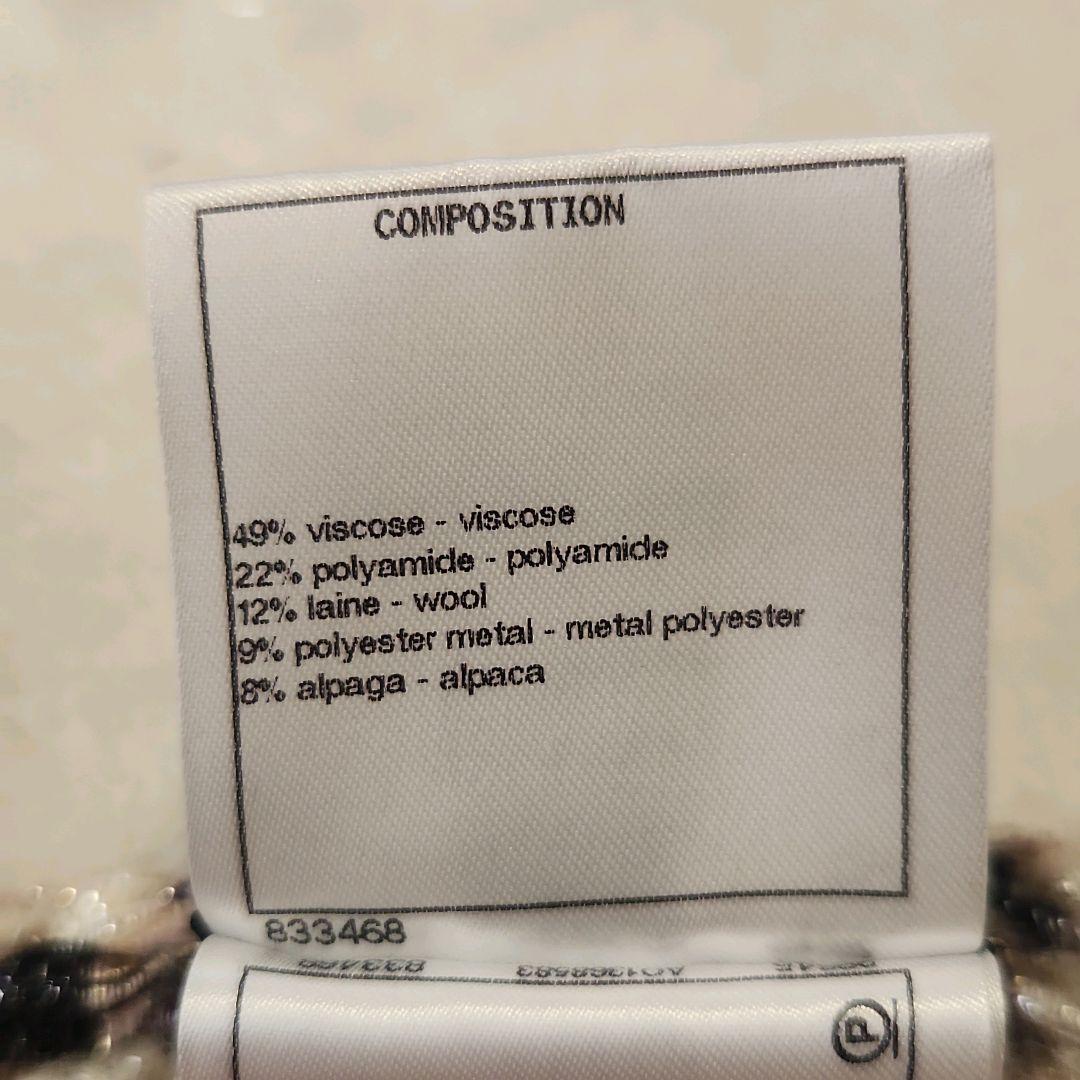 COMPOSITION
49% viscose - viscose
22% polyamide - polyamide
12% laine - wool
9% polyester metal - metal polyester
8% alpaga - alpaca
833468
833468
P